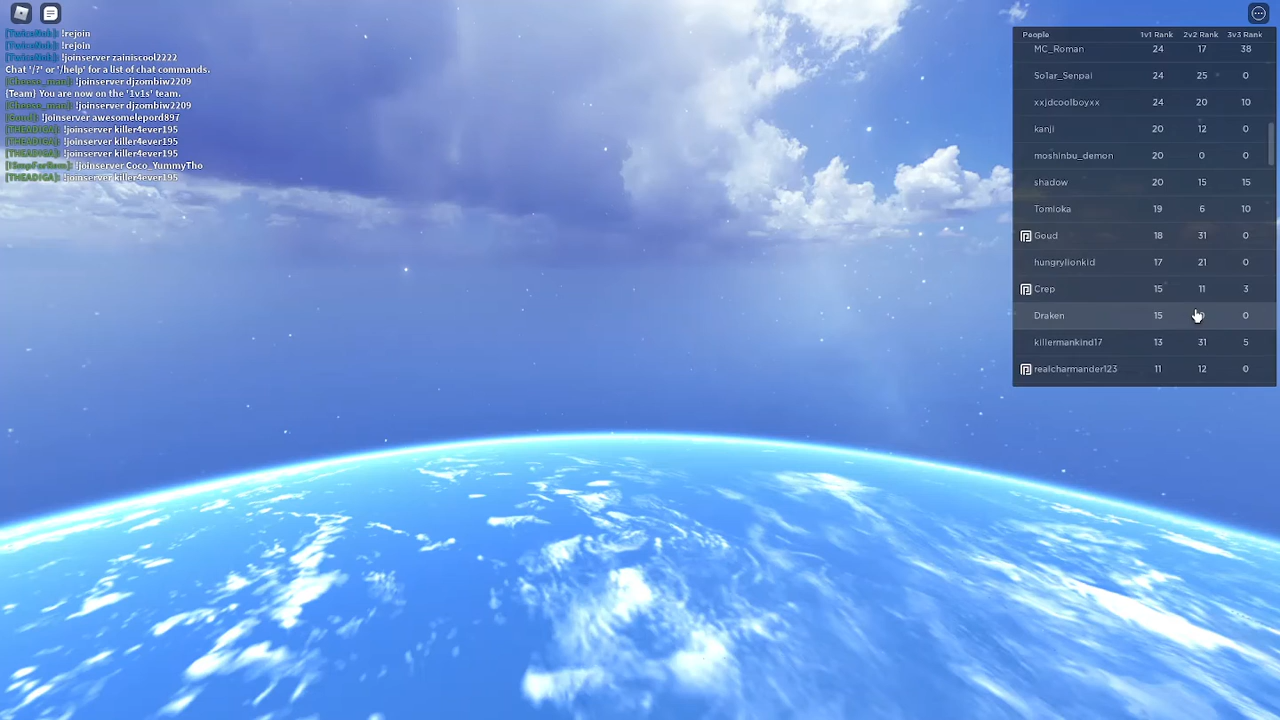 [TwiceNob]: !rejoin
[TwiceNob]: !rejoin
[TwiceNob]: !joinserver zainiscool2222
Chat '/?' or '/help' for a list of chat commands.
[Cheese_man]: !joinserver djzombiw2209
{Team} You are now on the '1v1s' team.
[Cheese_man]: !joinserver djzombiw2209
[Goud]: !joinserver awesomelepord897
[THEADIGA]: !joinserver killer4ever195
[THEADIGA]: !joinserver killer4ever195
[THEADIGA]: !joinserver killer4ever195
!joinserver Coco_YummyTho
[THEADIGA]: !joinserver killer4ever195
People 1v1 Rank 2v2 Rank 3v3 Rank
MC_Roman 24 17 38
So1ar_Senpai 24 25 0
xxjdcoolboyxx 24 20 10
kanji 20 12 0
moshinbu_demon 20 0 0
shadow 20 15 15
Tomioka 19 6 10
Goud 18 31 0
hungrylionkid 17 21 0
Crep 15 11 3
Draken 15 0
killermankind17 13 31 5
realcharmander123 11 12 0